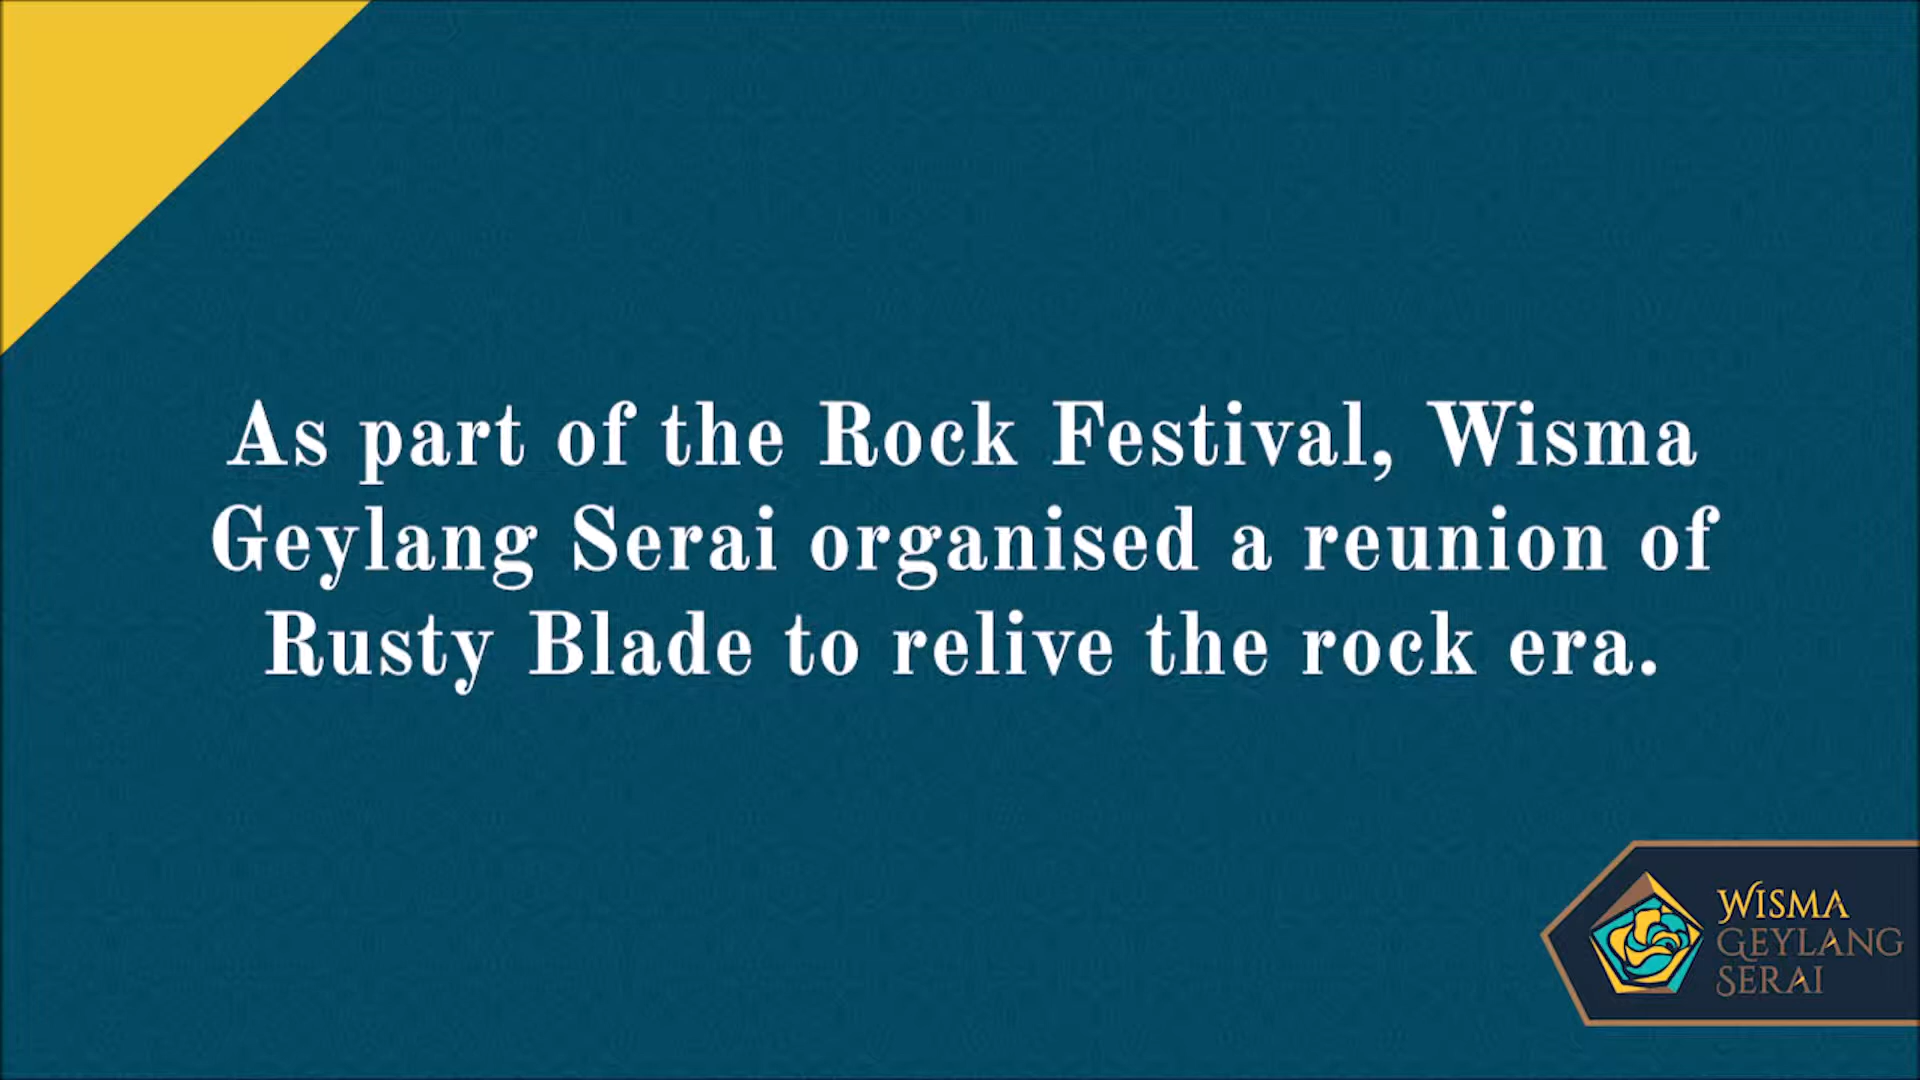 As part of the Rock Festival, Wisma
Geylang Serai organised a reunion of
Rusty Blade to relive the rock era.
WISMA
GEYLANG
SERAI